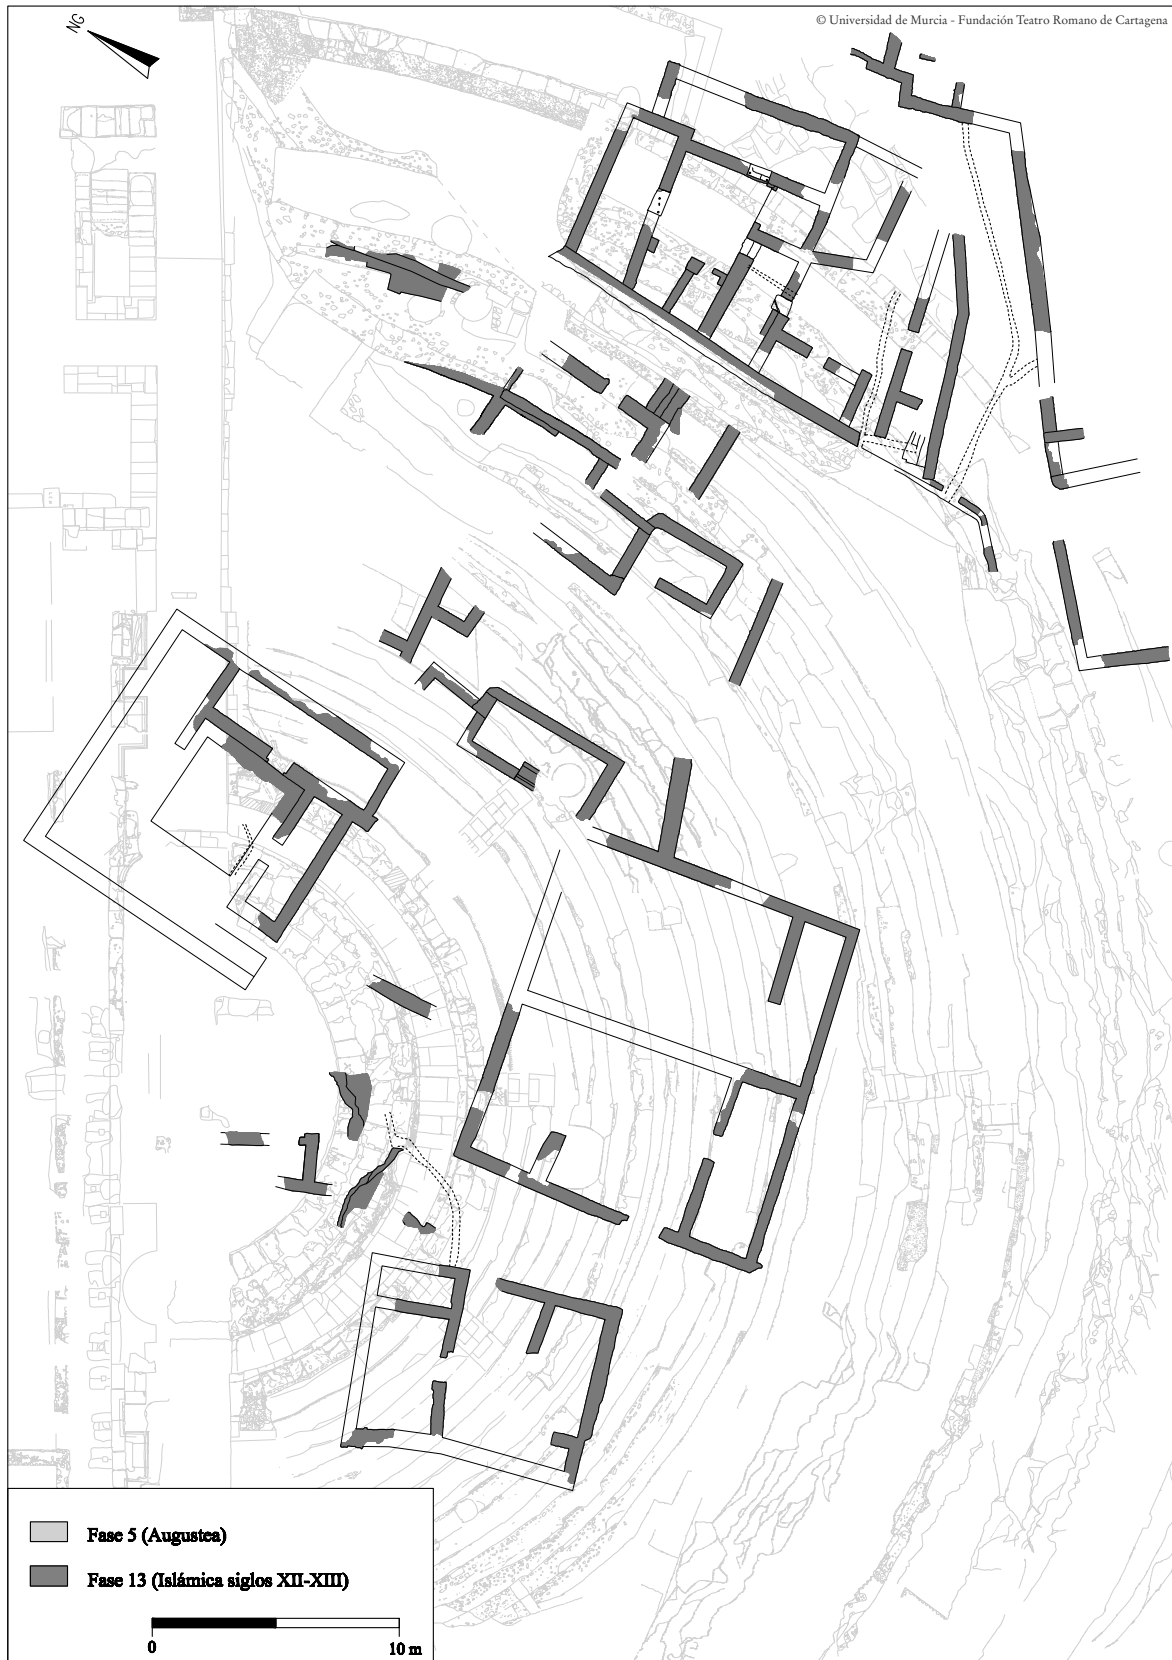 © Universidad de Murcia - Fundación Teatro Romano de Cartagena
NG
Fase 5 (Augustea)
Fase 13 (Islámica siglos XII-XIII)
0 10 m